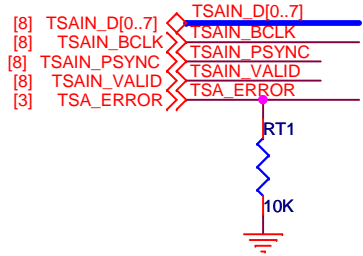 TSAIN_D[0..7]
[8] TSAIN_D[0..7]
[8] TSAIN_BCLK TSAIN_BCLK
[8] TSAIN_PSYNC TSAIN_PSYNC
[8] TSAIN_VALID TSAIN_VALID
[3] TSA_ERROR TSA_ERROR
RT1
10K